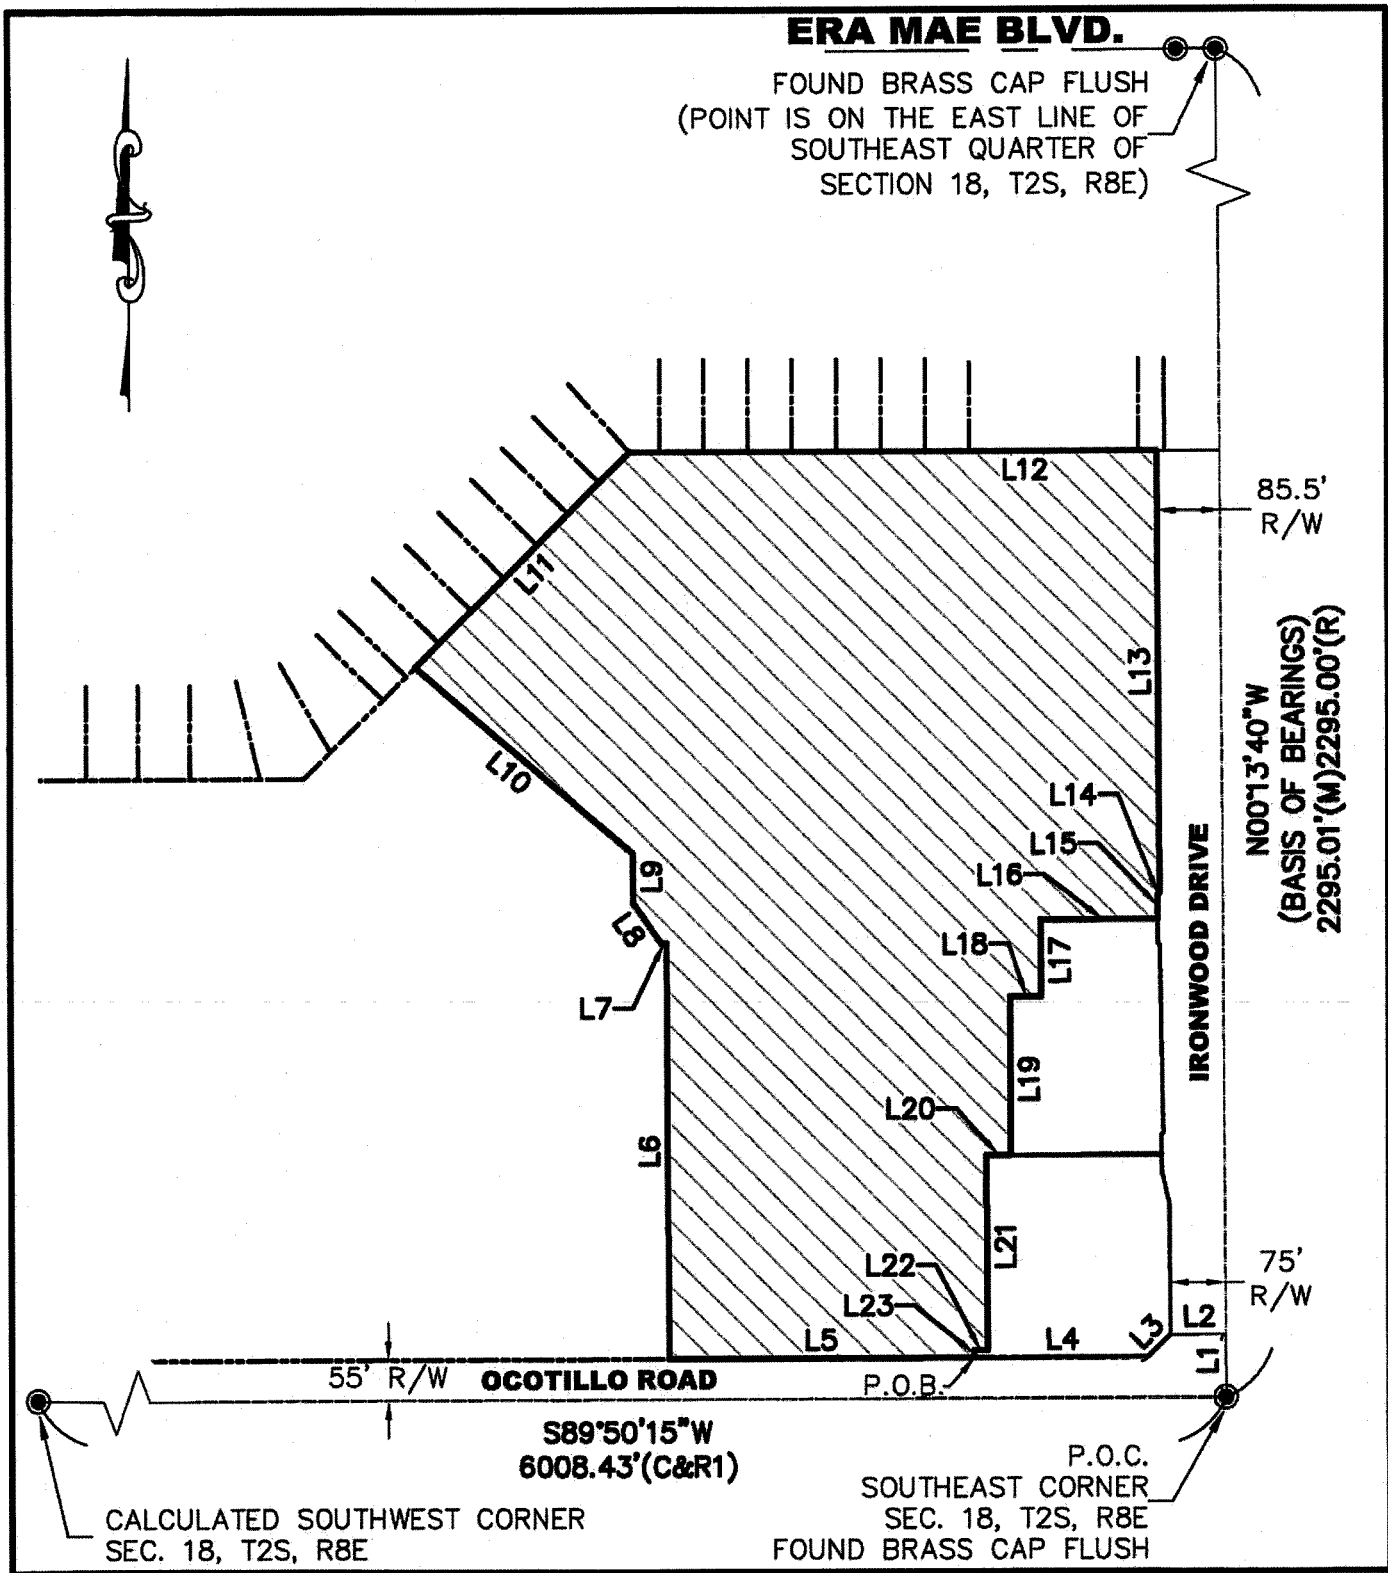 ERA MAE BLVD.
FOUND BRASS CAP FLUSH
(POINT IS ON THE EAST LINE OF
SOUTHEAST QUARTER OF
SECTION 18, T2S, R8E)
L12
85.5'
R/W
L11
N00°13'40"W
(BASIS OF BEARINGS)
2295.01'(M)2295.00'(R)
L13
L10
L14
L15
L16
L9
L8
L18
L17
L7
IRONWOOD DRIVE
L19
L20
L6
L21
L22
L23
75'
R/W
L2
L3
L5
L4
L1
55' R/W
OCOTILLO ROAD
P.O.B.
S89°50'15"W
6008.43'(C&R1)
P.O.C.
SOUTHEAST CORNER
SEC. 18, T2S, R8E
FOUND BRASS CAP FLUSH
CALCULATED SOUTHWEST CORNER
SEC. 18, T2S, R8E